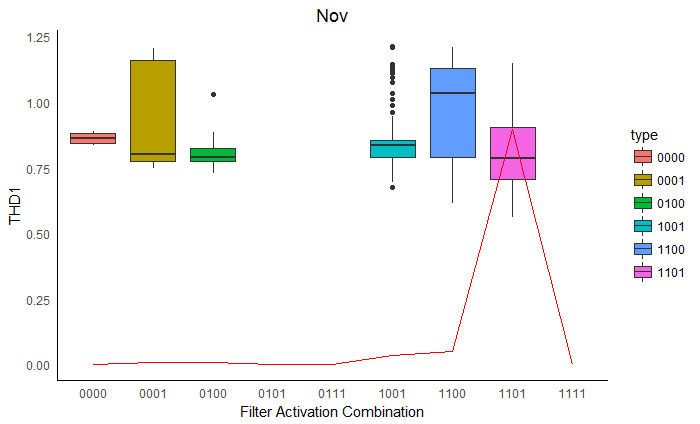 Nov
THD1
1.25
1.00
0.75
0.50
0.25
0.00
0000 0001 0100 0101 0111 1001 1100 1101 1111
Filter Activation Combination
type
0000
0001
0100
1001
1100
1101